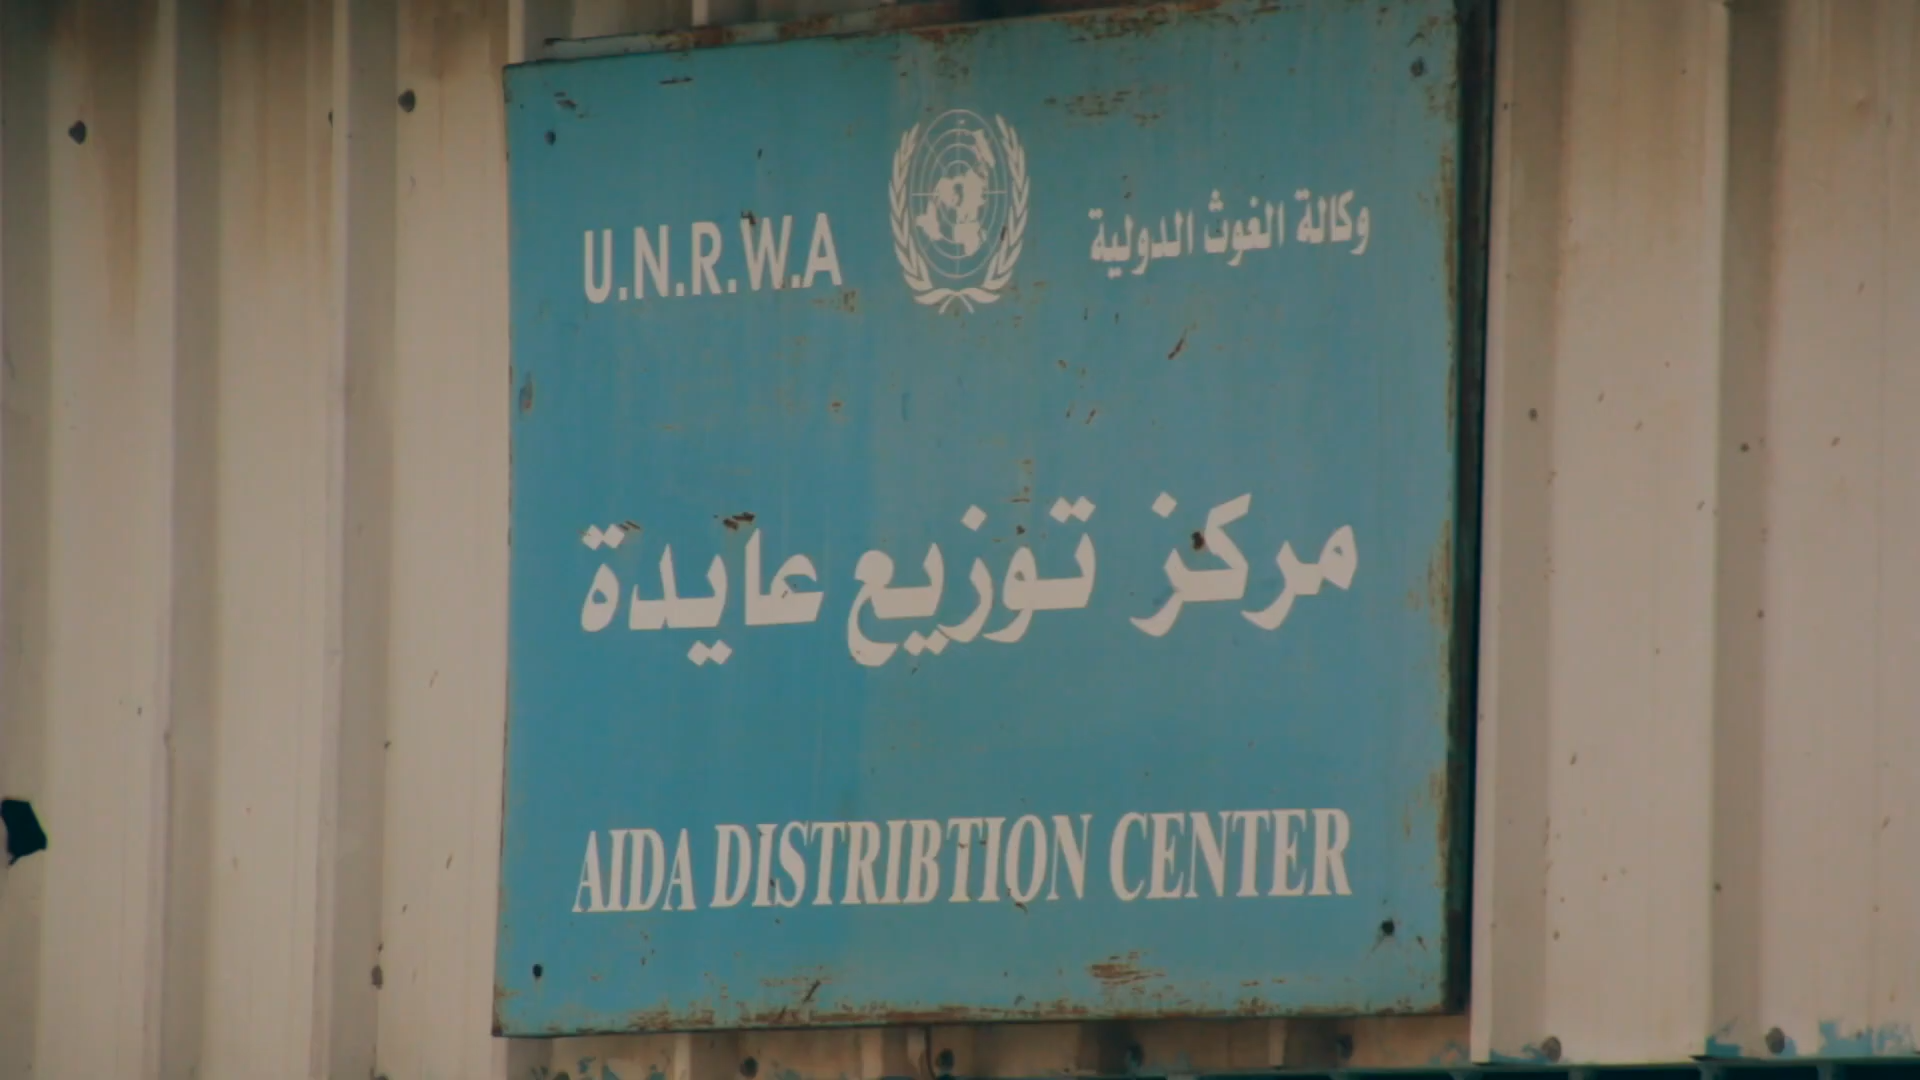 U.N.R.W.A وكالة الغوث الدولية
مركز توزيع عايدة
AIDA DISTRIBTION CENTER